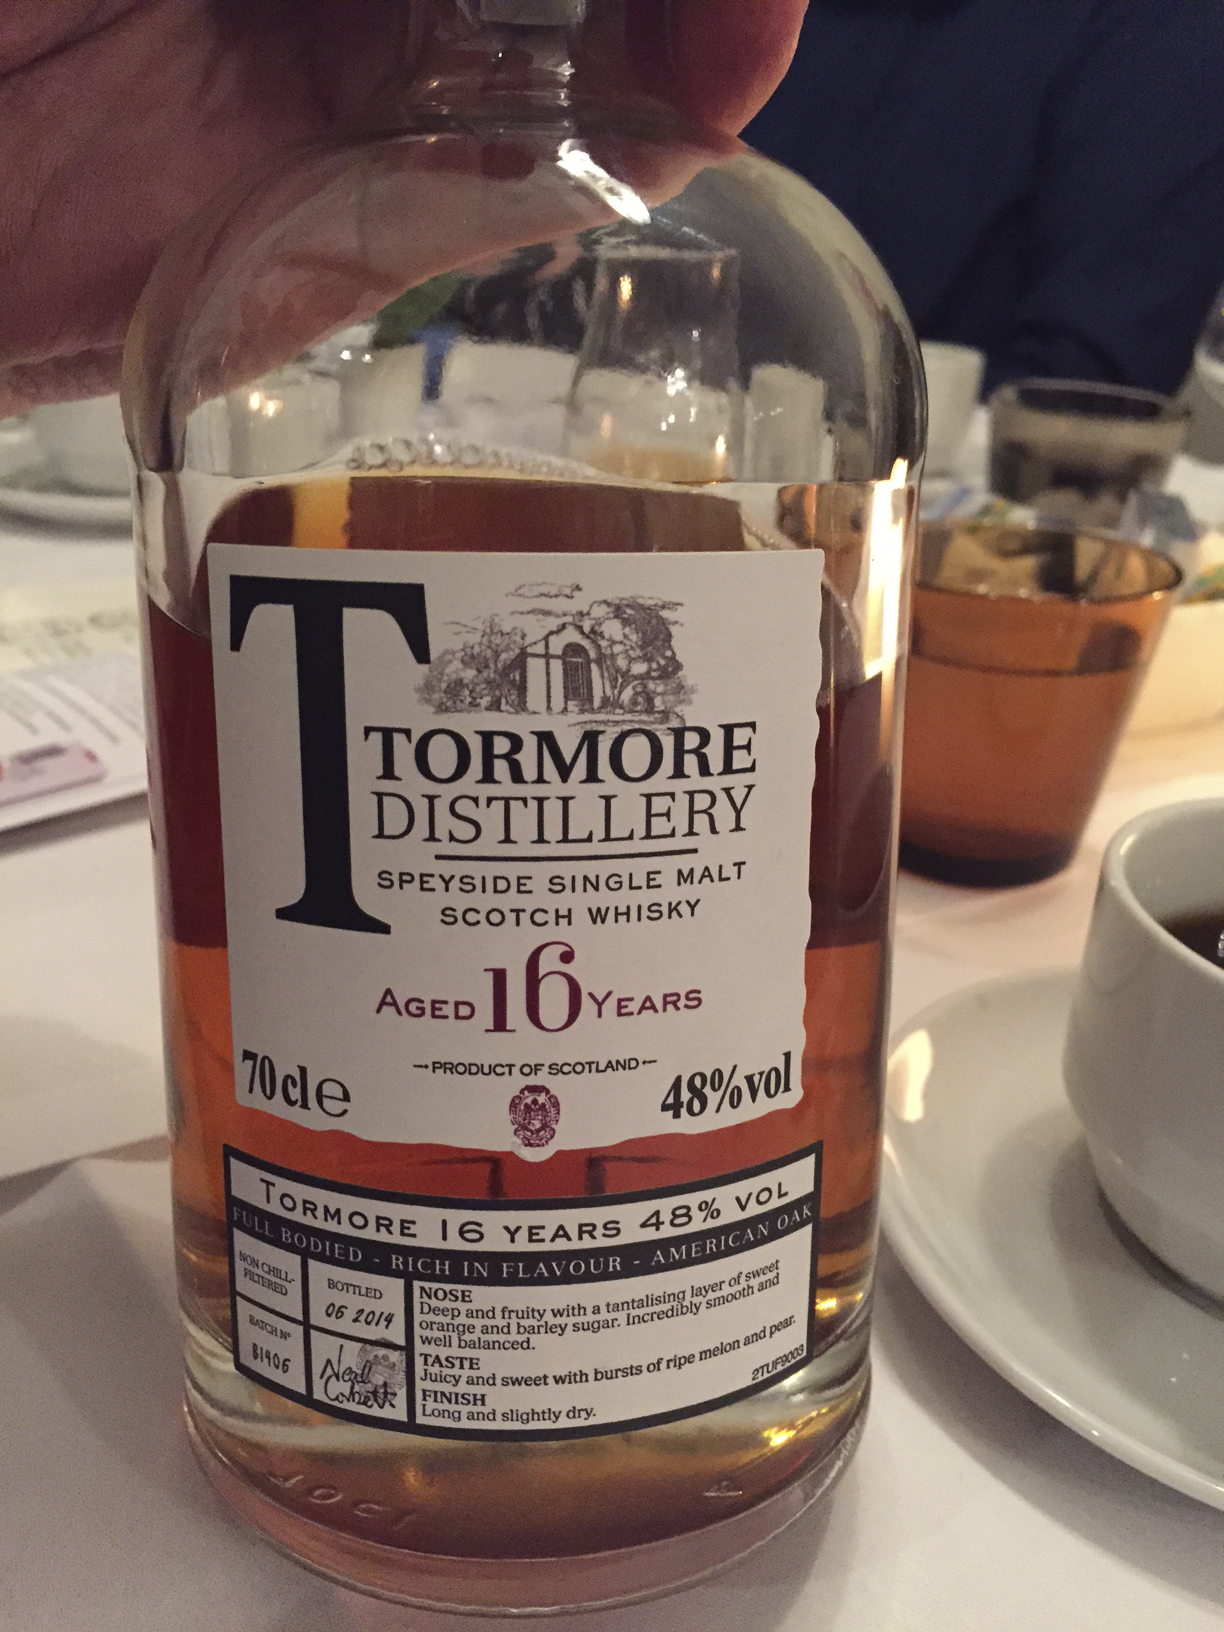 T
TORMORE
DISTILLERY
SPEYSIDE SINGLE MALT
SCOTCH WHISKY
AGED 16 YEARS
PRODUCT OF SCOTLAND
70cl e
48%vol
TORMORE 16 YEARS 48% VOL
FULL BODIED - RICH IN FLAVOUR - AMERICAN OAK
NON CHILL-
FILTERED
BOTTLED
06 2014
BATCH Nº
B1406
NOSE
Deep and fruity with a tantalising layer of sweet
orange and barley sugar. Incredibly smooth and
well balanced.
TASTE
Juicy and sweet with bursts of ripe melon and pear.
FINISH
Long and slightly dry.
2TUF9003
70Cl